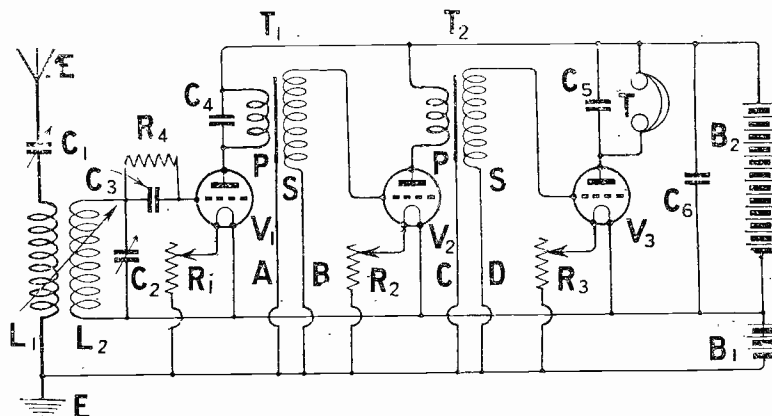 T₁ T₂
E
C₁
R₄
C₃
C₄
P
S
V₁
C₂
R₁
A
B
L₁ L₂
E
P
S
V₂
R₂
C
D
C₅
T
V₃
R₃
C₆
B₂
B₁